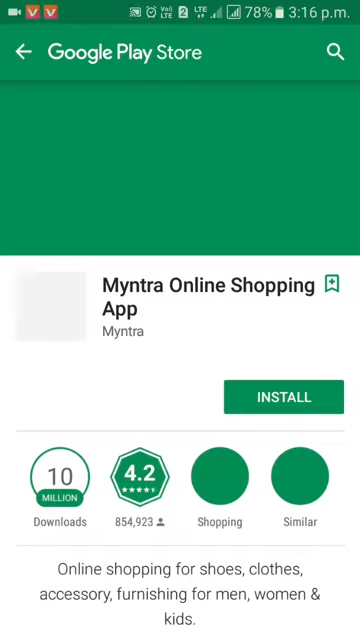 LTE 78% 3:16 p.m.
Google Play Store
Myntra Online Shopping
App
Myntra
INSTALL
10
MILLION
4.2
Downloads
854,923
Shopping
Similar
Online shopping for shoes, clothes,
accessory, furnishing for men, women &
kids.